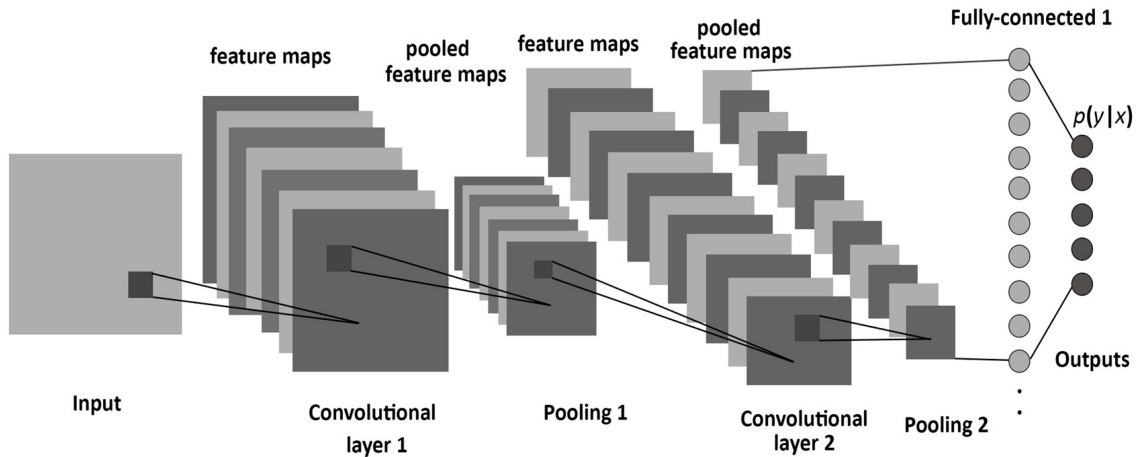 Fully-connected 1
feature maps
pooled
feature maps
feature maps
pooled
feature maps
p(y|x)
Input
Convolutional
layer 1
Pooling 1
Convolutional
layer 2
Pooling 2
Outputs